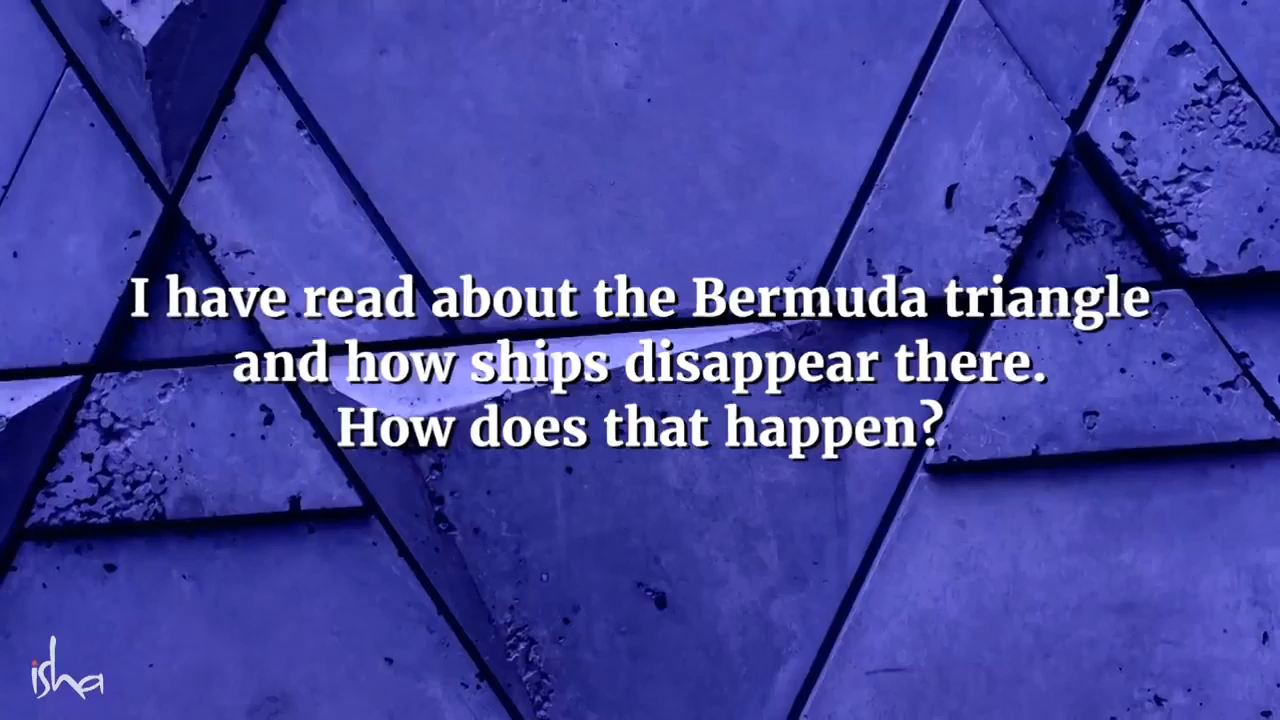 I have read about the Bermuda triangle
and how ships disappear there.
How does that happen?
isha